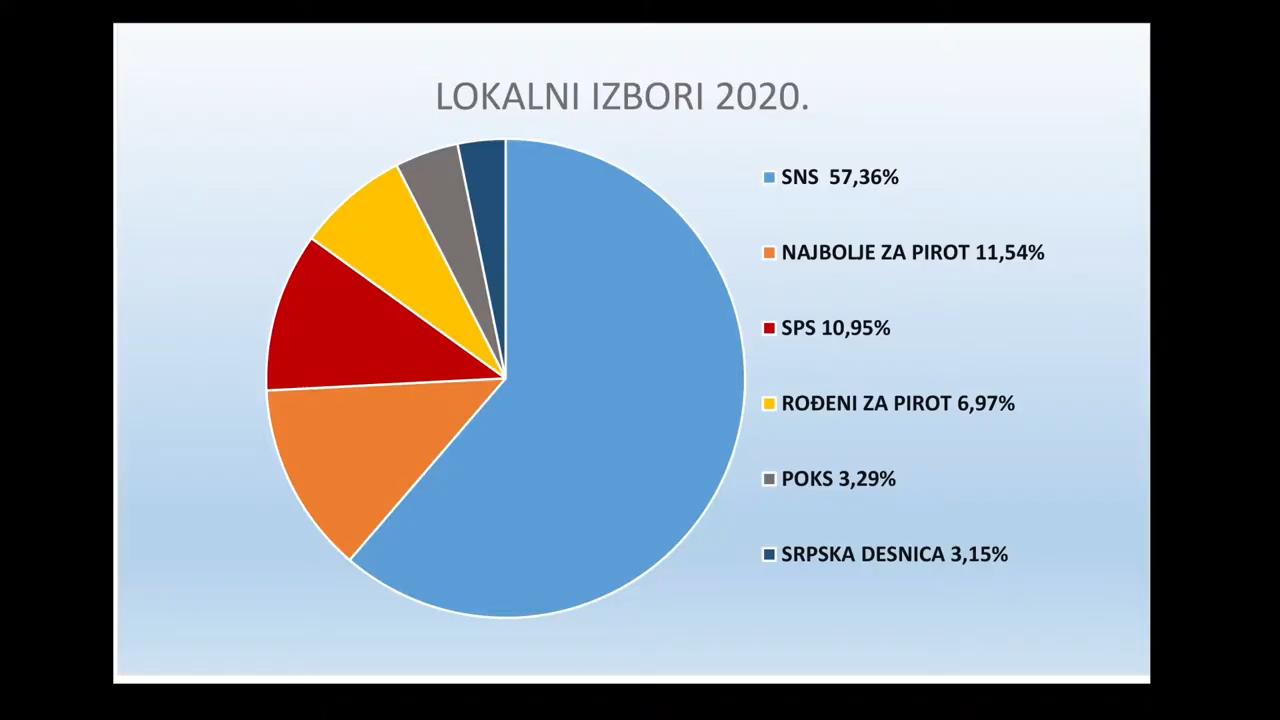 LOKALNI IZBORI 2020.
SNS  57,36%
NAJBOLJE ZA PIROT 11,54%
SPS 10,95%
ROĐENI ZA PIROT 6,97%
POKS 3,29%
SRPSKA DESNICA 3,15%